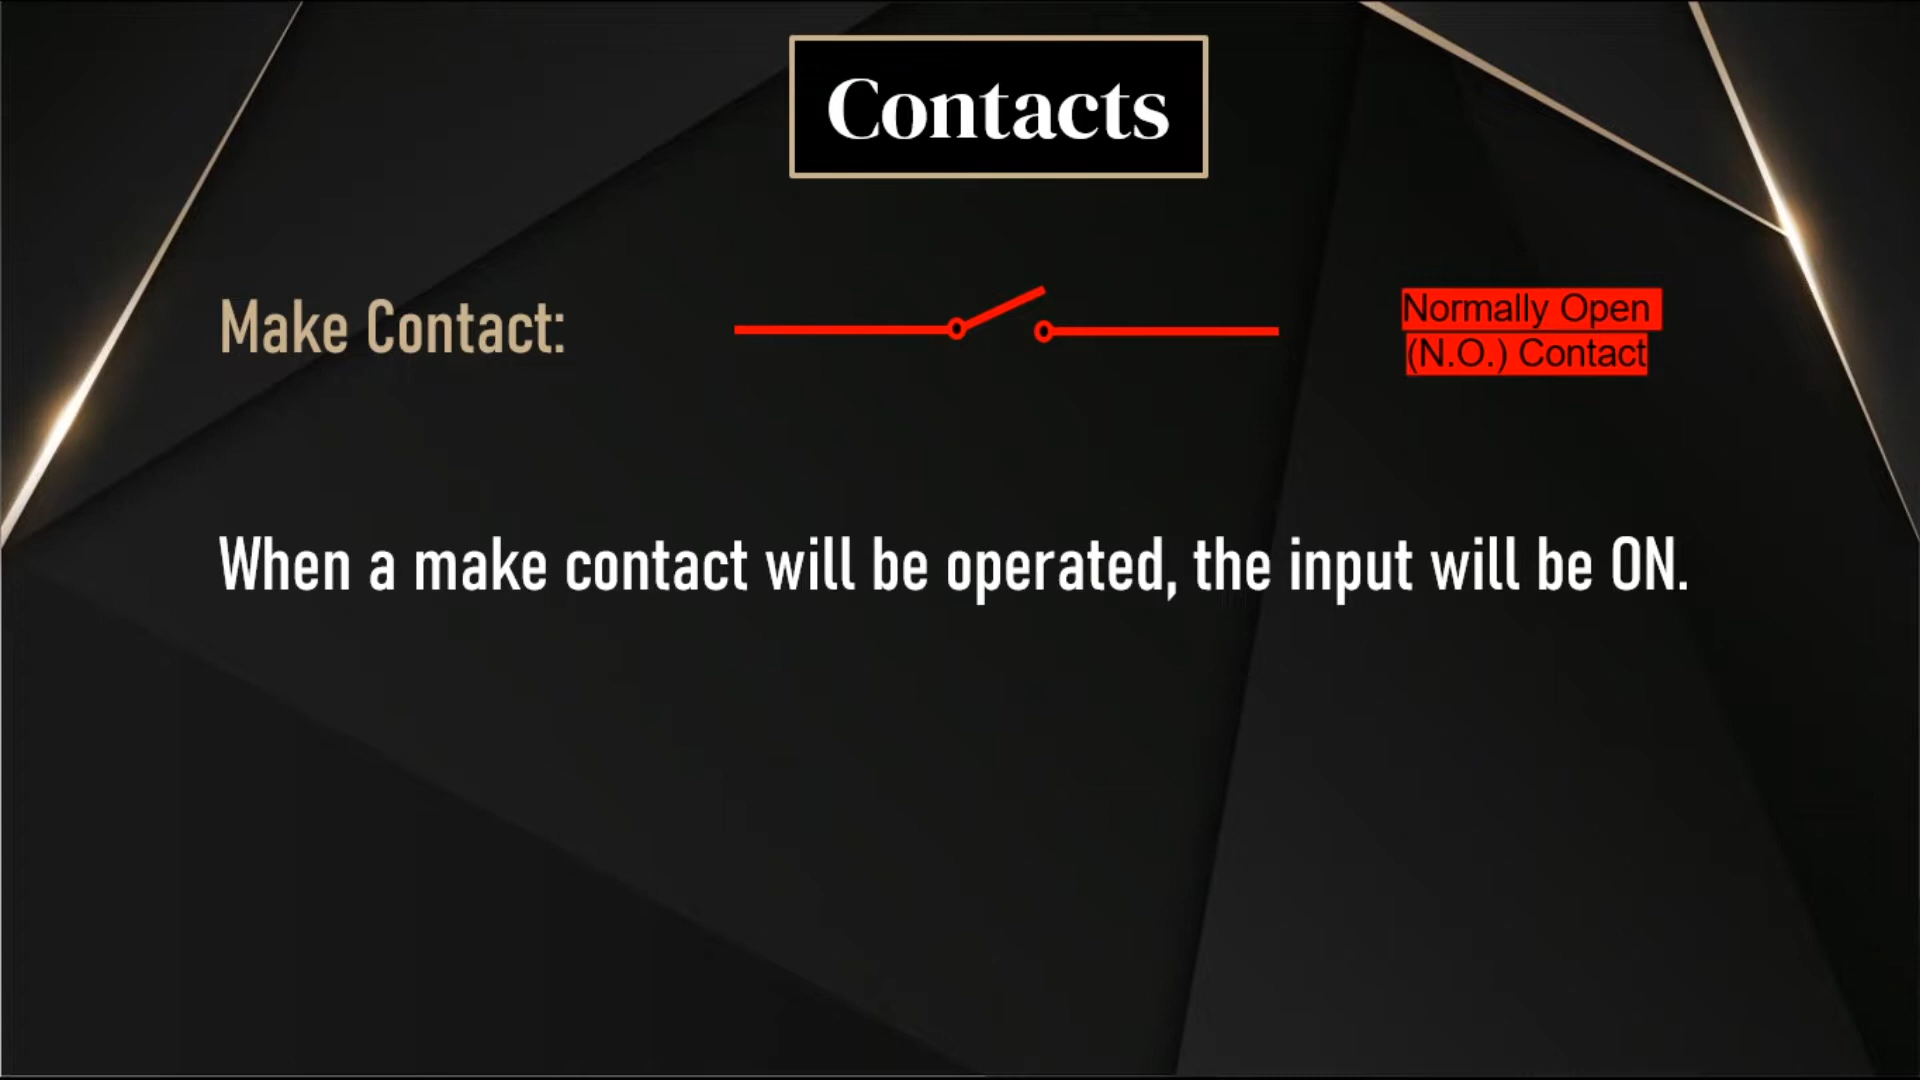 Contacts
Make Contact:
Normally Open
(N.O.) Contact
When a make contact will be operated, the input will be ON.